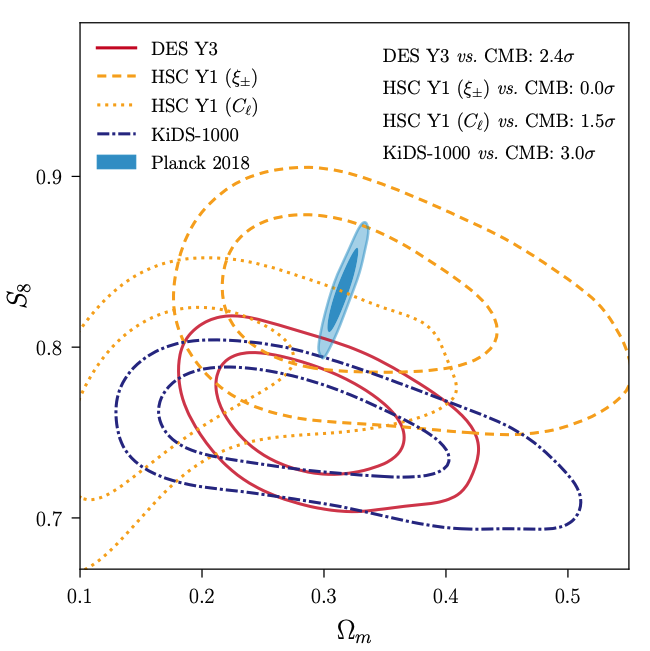 DES Y3
HSC Y1 (ξ±)
HSC Y1 (Cℓ)
KiDS-1000
Planck 2018
DES Y3 vs. CMB: 2.4σ
HSC Y1 (ξ±) vs. CMB: 0.0σ
HSC Y1 (Cℓ) vs. CMB: 1.5σ
KiDS-1000 vs. CMB: 3.0σ
S8
0.9
0.8
0.7
0.1 0.2 0.3 0.4 0.5
Ωm